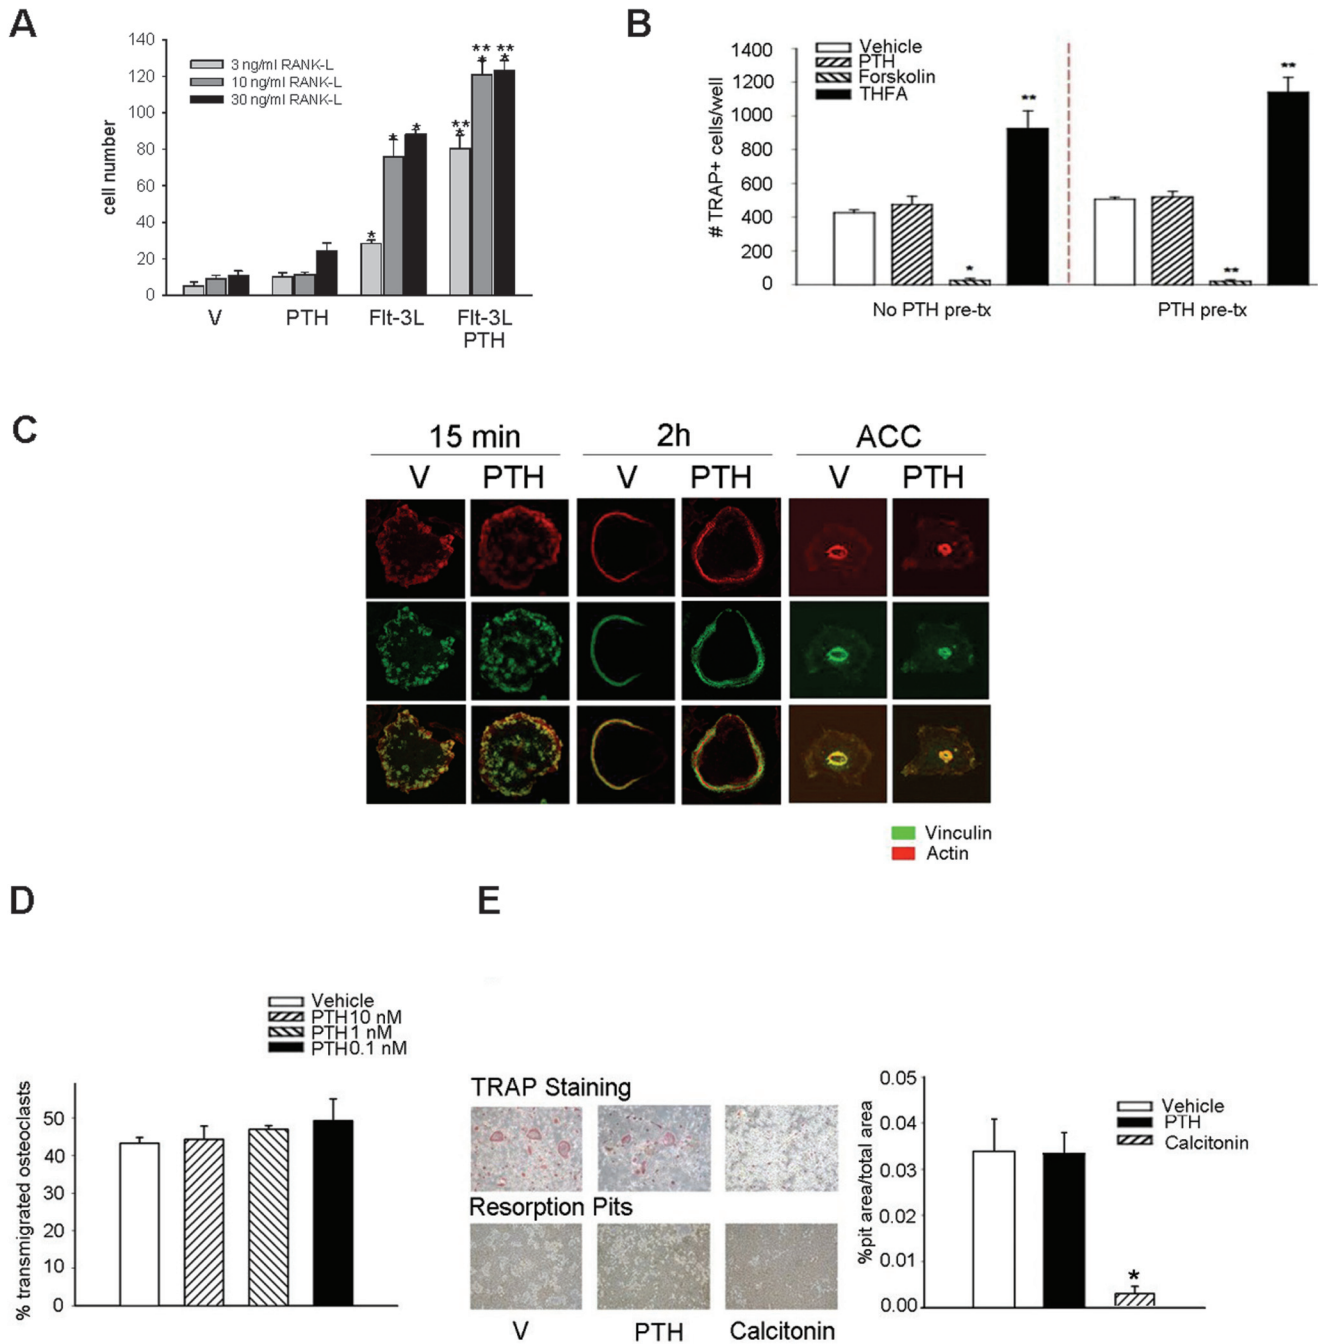 A
140
120
100
80
60
40
20
0
cell number
3 ng/ml RANK-L
10 ng/ml RANK-L
30 ng/ml RANK-L
*
*
*
**
*
**
*
**
*
V
PTH
Flt-3L
Flt-3L
PTH
B
1400
1200
1000
800
600
400
200
0
# TRAP+ cells/well
Vehicle
PTH
Forskolin
THFA
*
**
**
**
No PTH pre-tx
PTH pre-tx
C
15 min
2h
ACC
V
PTH
V
PTH
V
PTH
Vinculin
Actin
D
Vehicle
PTH10 nM
PTH1 nM
PTH0.1 nM
% transmigrated osteoclasts
50
40
30
20
10
0
E
TRAP Staining
Resorption Pits
V
PTH
Calcitonin
%pit area/total area
0.05
0.04
0.03
0.02
0.01
0.00
*
Vehicle
PTH
Calcitonin